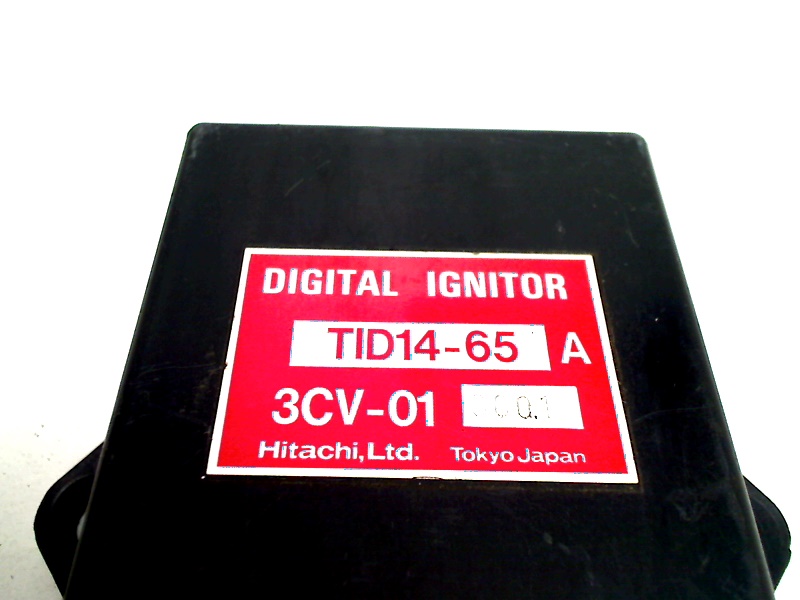 DIGITAL IGNITOR
TID14-65 A
3CV-01
Hitachi,Ltd. Tokyo Japan